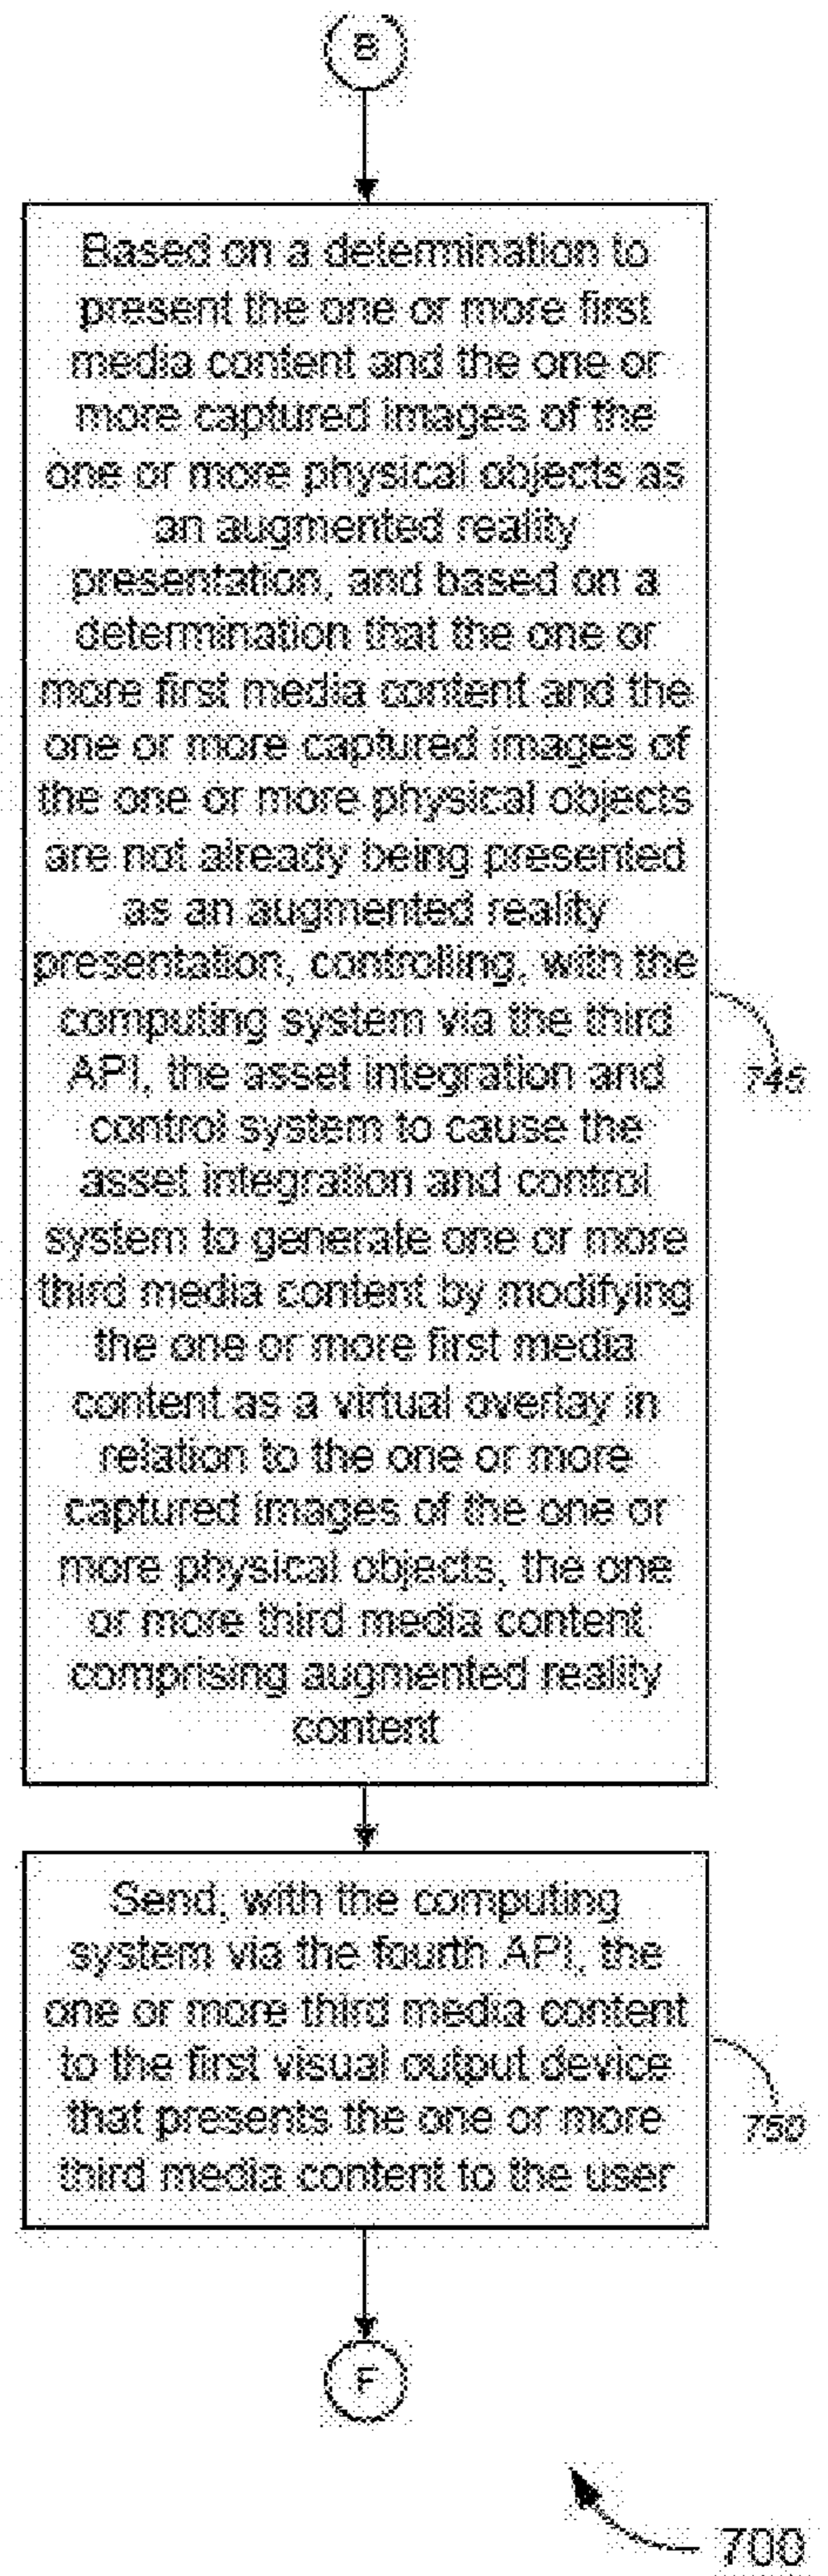 B
Based on a determination to
present the one or more first
media content and the one or
more captured images of the
one or more physical objects as
an augmented reality
presentation, and based on a
determination that the one or
more first media content and the
one or more captured images of
the one or more physical objects
are not already being presented
as an augmented reality
presentation, controlling, with the
computing system via the third
API, the asset integration and
control system to cause the
asset integration and control
system to generate one or more
third media content by modifying
the one or more first media
content as a virtual overlay in
relation to the one or more
captured images of the one or
more physical objects, the one
or more third media content
comprising augmented reality
content
745
Send, with the computing
system via the fourth API, the
one or more third media content
to the first visual output device
that presents the one or more
third media content to the user
750
F
700